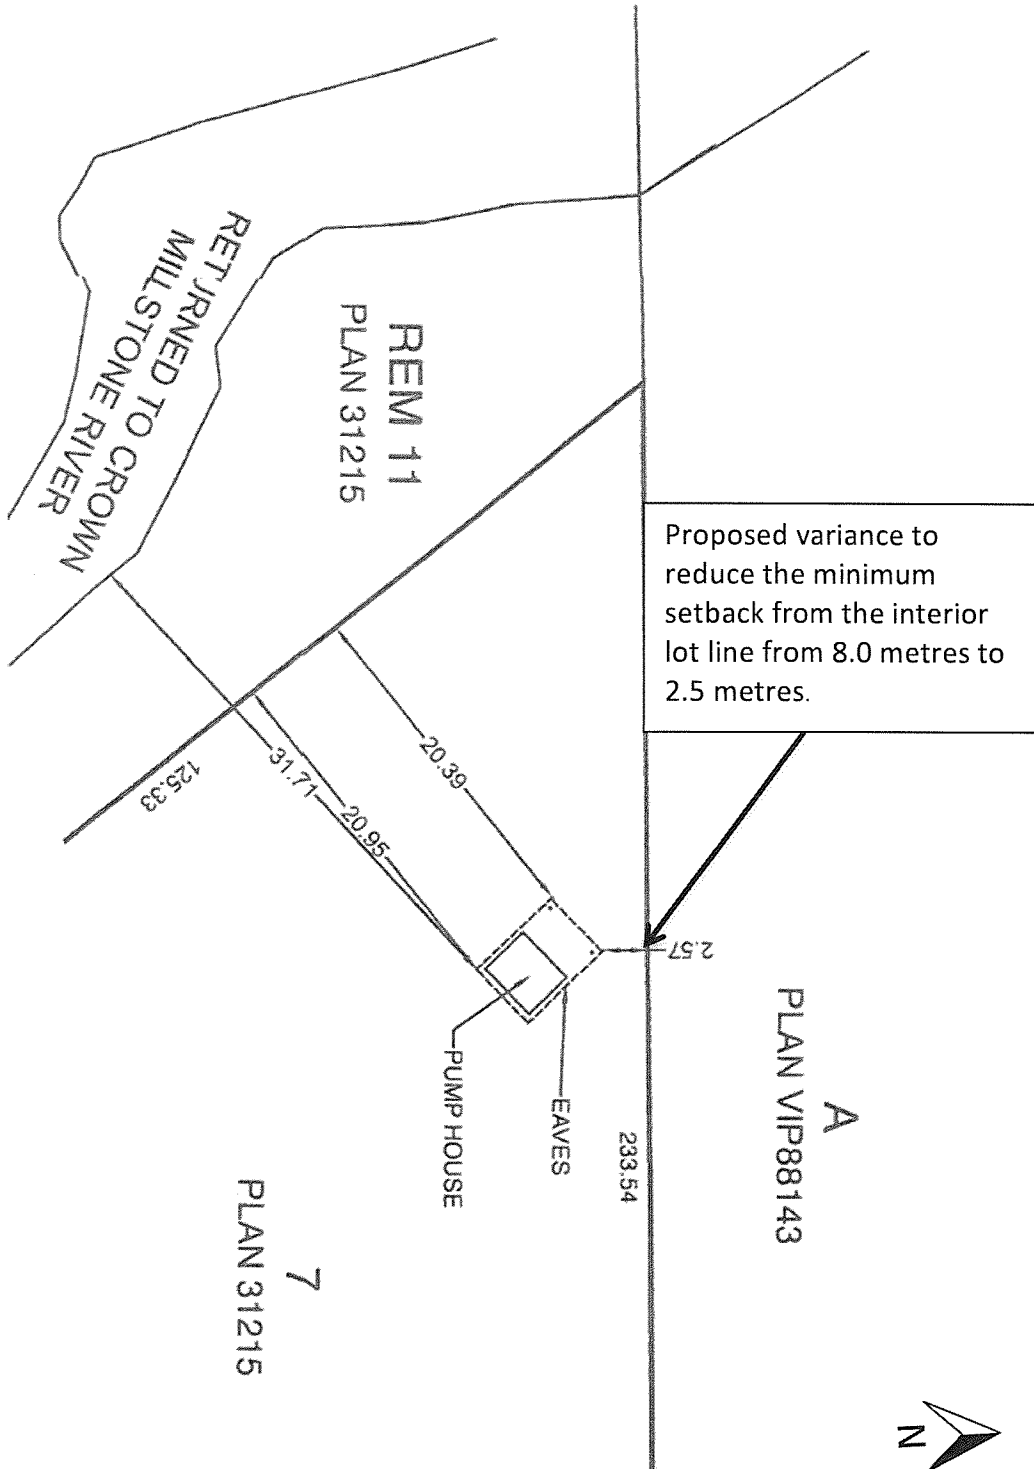 RETURNED TO CROWN
MILLSTONE RIVER
REM 11
PLAN 31215
Proposed variance to
reduce the minimum
setback from the interior
lot line from 8.0 metres to
2.5 metres.
125.33
31.71
20.95
20.39
2.57
PUMP HOUSE
EAVES
233.54
A
PLAN VIP88143
7
PLAN 31215
N